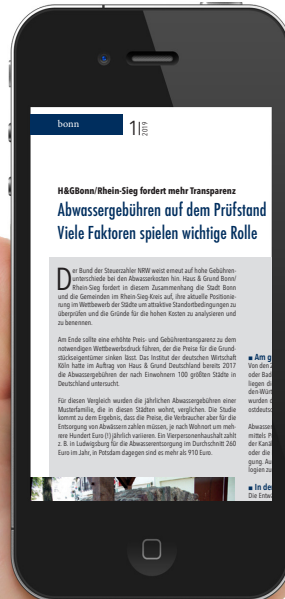 bonn
1|2019
H&GBonn/Rhein-Sieg fordert mehr Transparenz
Abwassergebühren auf dem Prüfstand
Viele Faktoren spielen wichtige Rolle
Der Bund der Steuerzahler NRW weist erneut auf hohe Gebühren-
unterschiede bei den Abwasserkosten hin. Haus & Grund Bonn/
Rhein-Sieg fordert in diesem Zusammenhang die Stadt Bonn
und die Gemeinden im Rhein-Sieg-Kreis auf, ihre aktuelle Positionie-
rung im Wettbewerb der Städte um attraktive Standortbedingungen zu
überprüfen und die Gründe für die hohen Kosten zu analysieren und
zu benennen.
Am Ende sollte eine erhöhte Preis- und Gebührentransparenz zu dem
notwendigen Wettbewerbsdruck führen, der die Preise für die Grund-
stückseigentümer sinken lässt. Das Institut der deutschen Wirtschaft
Köln hatte im Auftrag von Haus & Grund Deutschland bereits 2017
die Abwassergebühren der nach Einwohnern 100 größten Städte in
Deutschland untersucht.
Für diesen Vergleich wurden die jährlichen Abwassergebühren einer
Musterfamilie, die in diesen Städten wohnt, verglichen. Die Studie
kommt zu dem Ergebnis, dass die Preise, die Verbraucher aber für die
Entsorgung von Abwässern zahlen müssen, je nach Wohnort um meh-
rere Hundert Euro (!) jährlich variieren. Ein Vierpersonenhaushalt zahlt
z. B. in Ludwigsburg für die Abwasserentsorgung im Durchschnitt 260
Euro im Jahr, in Potsdam dagegen sind es mehr als 910 Euro.
■ Am g
Von den 2
oder Bad
liegen di
den-Würt
wurden d
ostdeutsc
Abwasser
mittels P
der Kanä
oder die
gung. Au
logien zu
■ In de
Die Entwa